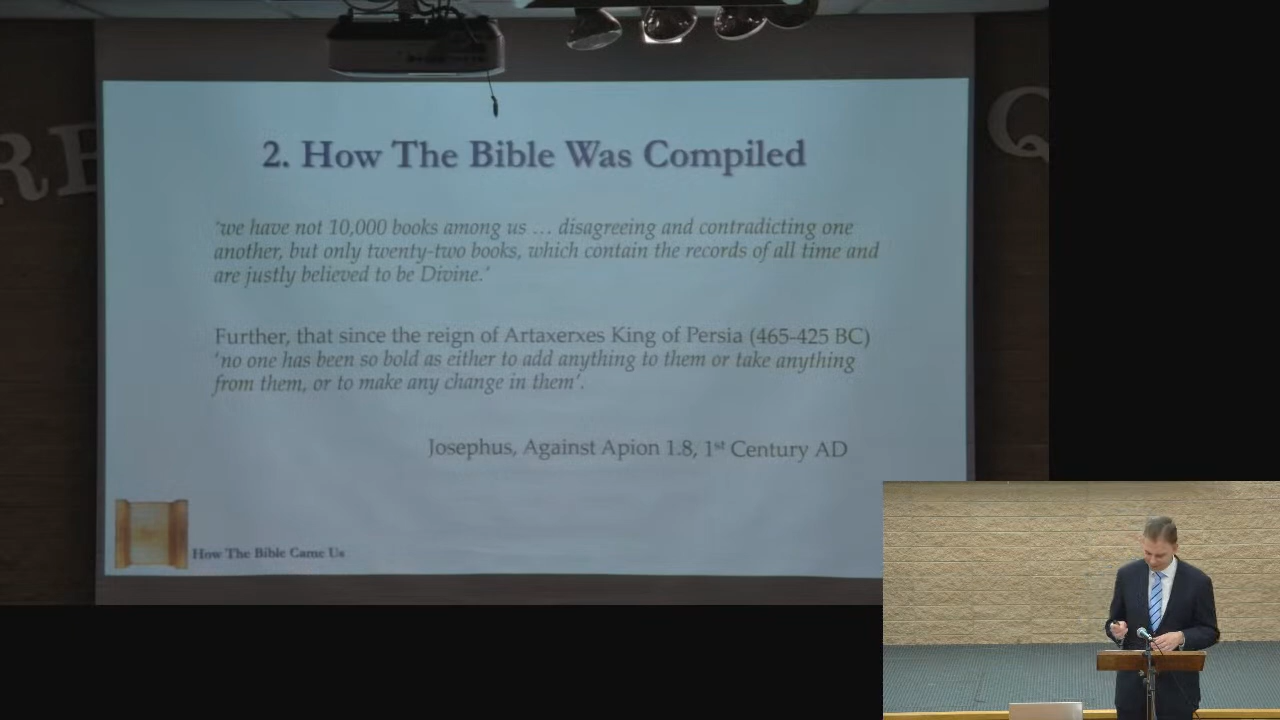 RE
Q
2. How The Bible Was Compiled
'we have not 10,000 books among us … disagreeing and contradicting one
another, but only twenty-two books, which contain the records of all time and
are justly believed to be Divine.'
Further, that since the reign of Artaxerxes King of Persia (465-425 BC)
'no one has been so bold as either to add anything to them or take anything
from them, or to make any change in them'.
Josephus, Against Apion 1.8, 1st Century AD
How The Bible Came Us